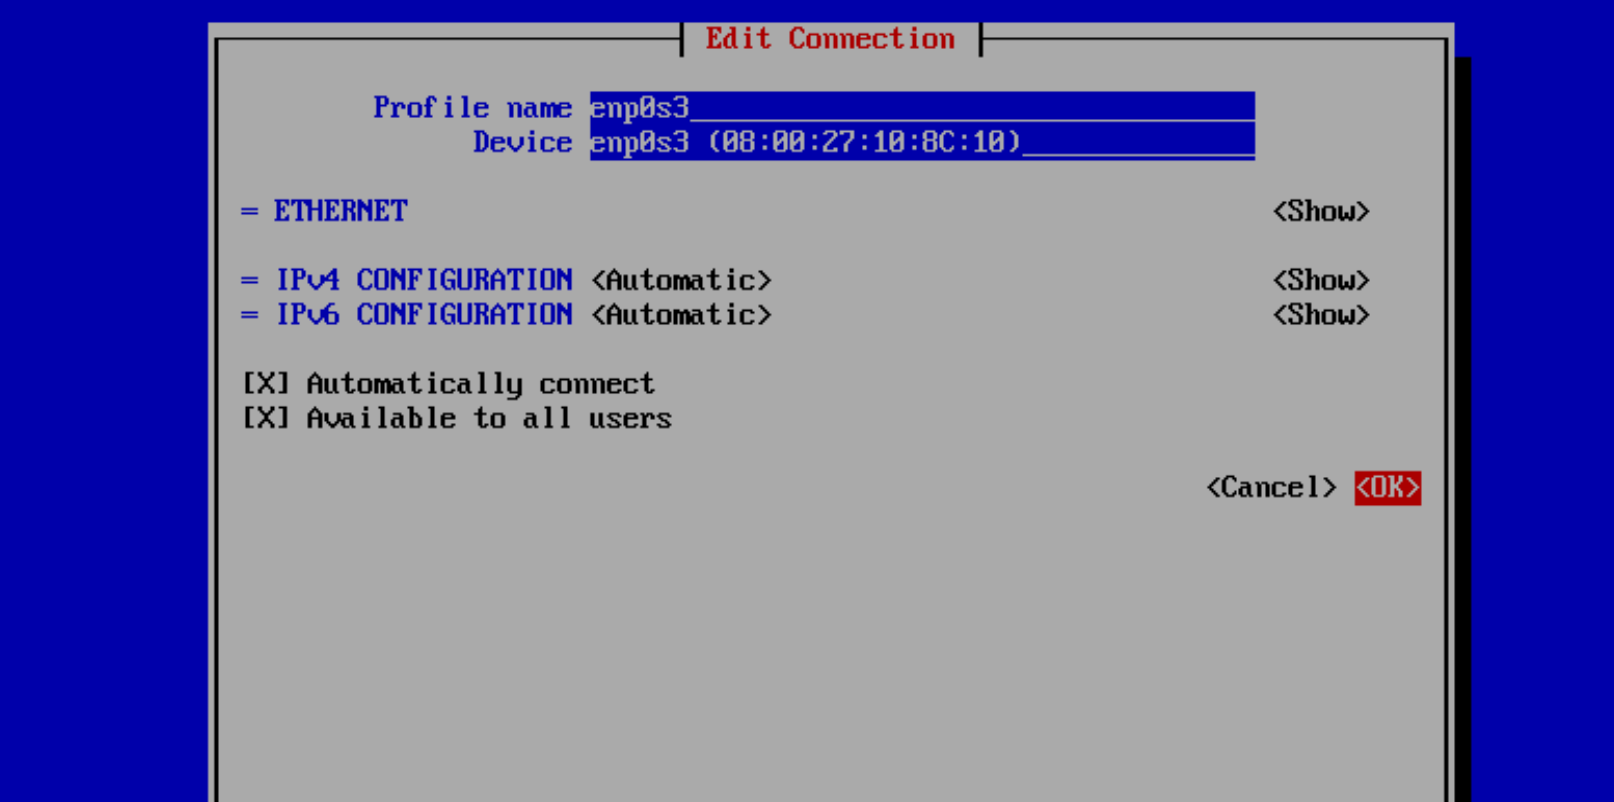 Edit Connection
Profile name enp0s3
Device enp0s3 (08:00:27:10:8C:10)
= ETHERNET <Show>
= IPv4 CONFIGURATION <Automatic> <Show>
= IPv6 CONFIGURATION <Automatic> <Show>
[X] Automatically connect
[X] Available to all users
<Cancel> <OK>